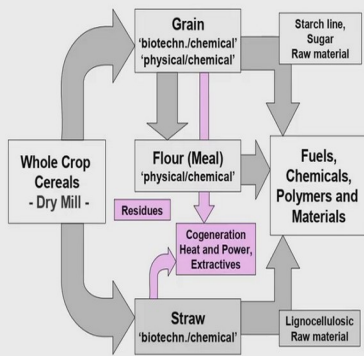 Grain
‘biotechn./chemical’
‘physical/chemical’
Starch line,
Sugar
Raw material
Whole Crop
Cereals
- Dry Mill -
Flour (Meal)
‘physical/chemical’
Fuels,
Chemicals,
Polymers and
Materials
Residues
Cogeneration
Heat and Power,
Extractives
Straw
‘biotechn./chemical’
Lignocellulosic
Raw material